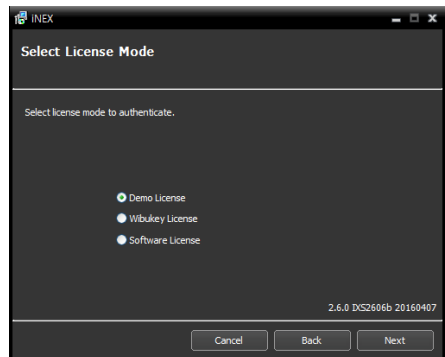 iNEX
Select License Mode
Select license mode to authenticate.
Demo License
Wibukey License
Software License
2.6.0 IXS2606b 20160407
Cancel Back Next